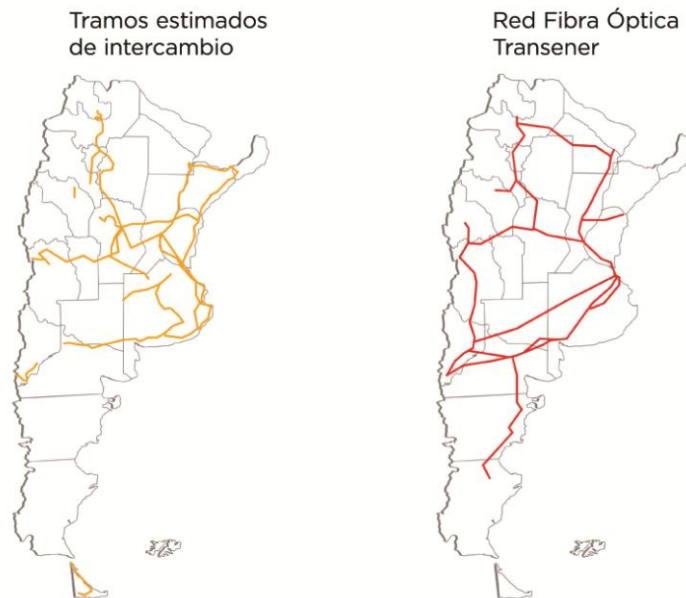 Tramos estimados
de intercambio
Red Fibra Óptica
Transener